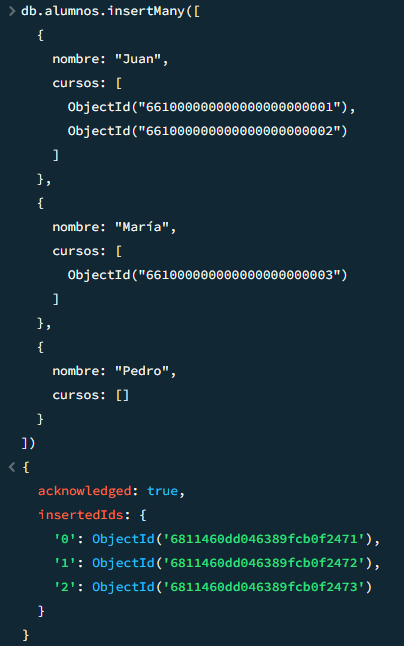 > db.alumnos.insertMany([
{
nombre: "Juan",
cursos: [
ObjectId("661000000000000000000001"),
ObjectId("661000000000000000000002")
]
},
{
nombre: "María",
cursos: [
ObjectId("661000000000000000000003")
]
},
{
nombre: "Pedro",
cursos: []
}
])
< {
acknowledged: true,
insertedIds: {
'0': ObjectId('6811460dd046389fcb0f2471'),
'1': ObjectId('6811460dd046389fcb0f2472'),
'2': ObjectId('6811460dd046389fcb0f2473')
}
}